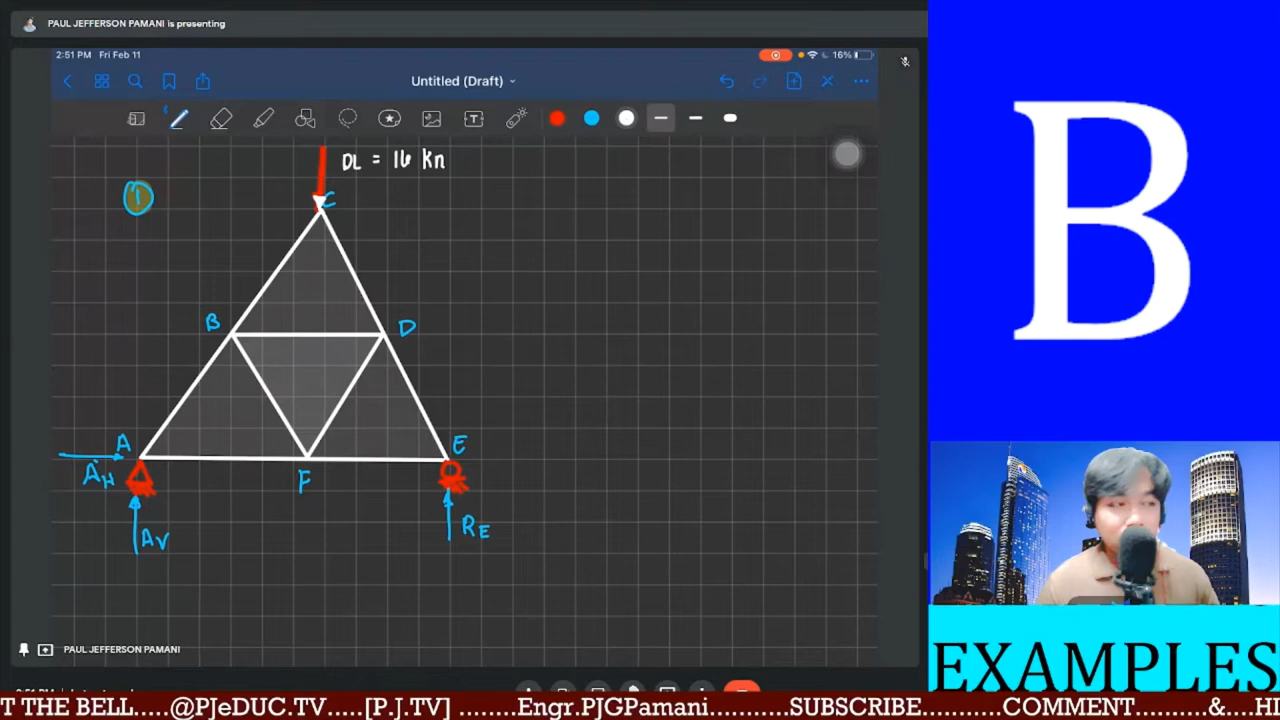 PAUL JEFFERSON PAMANI is presenting
2:51 PM Fri Feb 11
16%
Untitled (Draft)
T
DL = 16 kn
1
C
B
D
A
E
AH
F
AV
RE
PAUL JEFFERSON PAMANI
B
EXAMPLES
T THE BELL.....@PJeDUC.TV.....[P.J.TV] .......Engr.PJGPamani............SUBSCRIBE.........COMMENT........&....HI